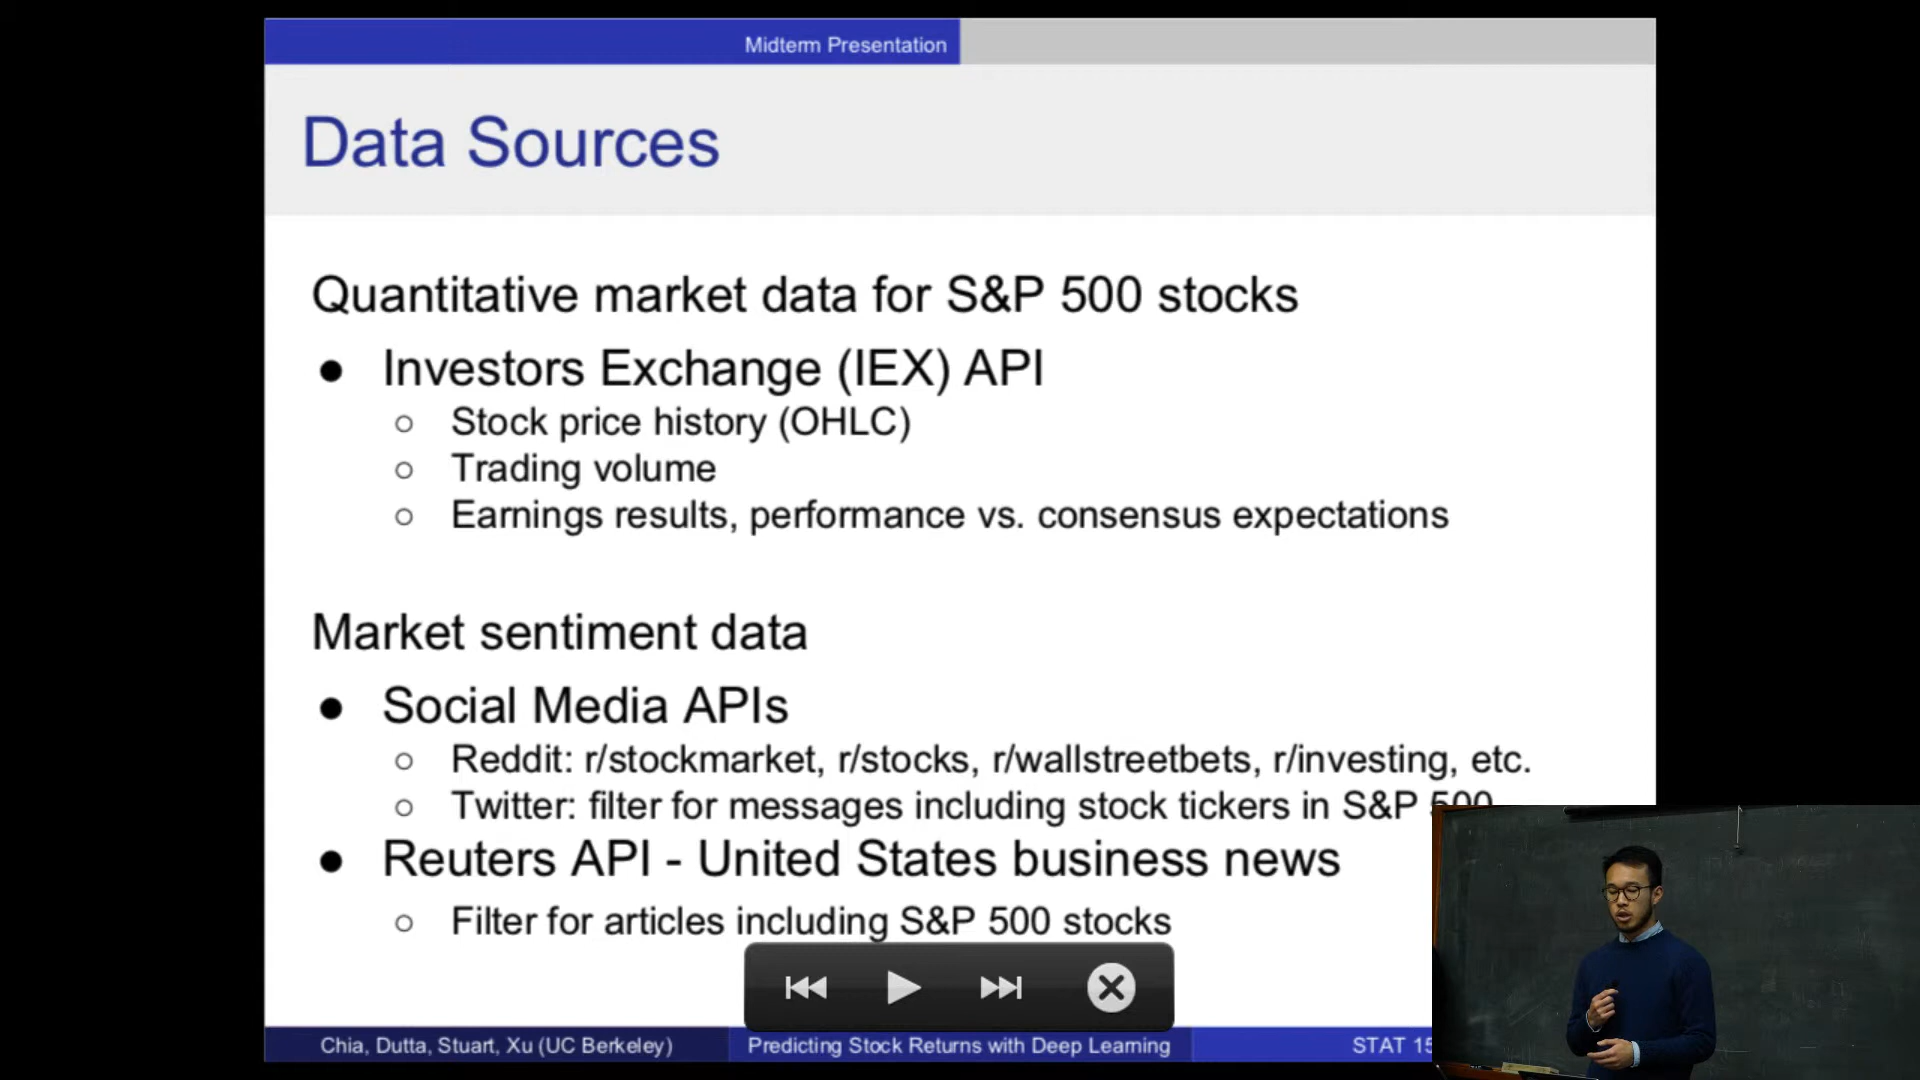 Midterm Presentation
Data Sources
Quantitative market data for S&P 500 stocks
● Investors Exchange (IEX) API
○ Stock price history (OHLC)
○ Trading volume
○ Earnings results, performance vs. consensus expectations
Market sentiment data
● Social Media APIs
○ Reddit: r/stockmarket, r/stocks, r/wallstreetbets, r/investing, etc.
○ Twitter: filter for messages including stock tickers in S&P 500
● Reuters API - United States business news
○ Filter for articles including S&P 500 stocks
Chia, Dutta, Stuart, Xu (UC Berkeley)
Predicting Stock Returns with Deep Learning
STAT